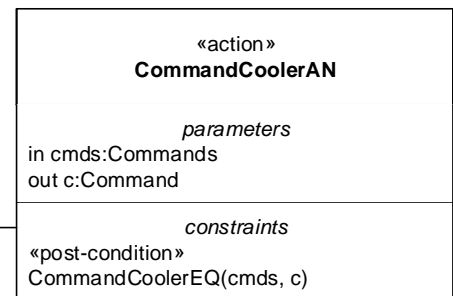 «action»
CommandCoolerAN
parameters
in cmds:Commands
out c:Command
constraints
«post-condition»
CommandCoolerEQ(cmds, c)